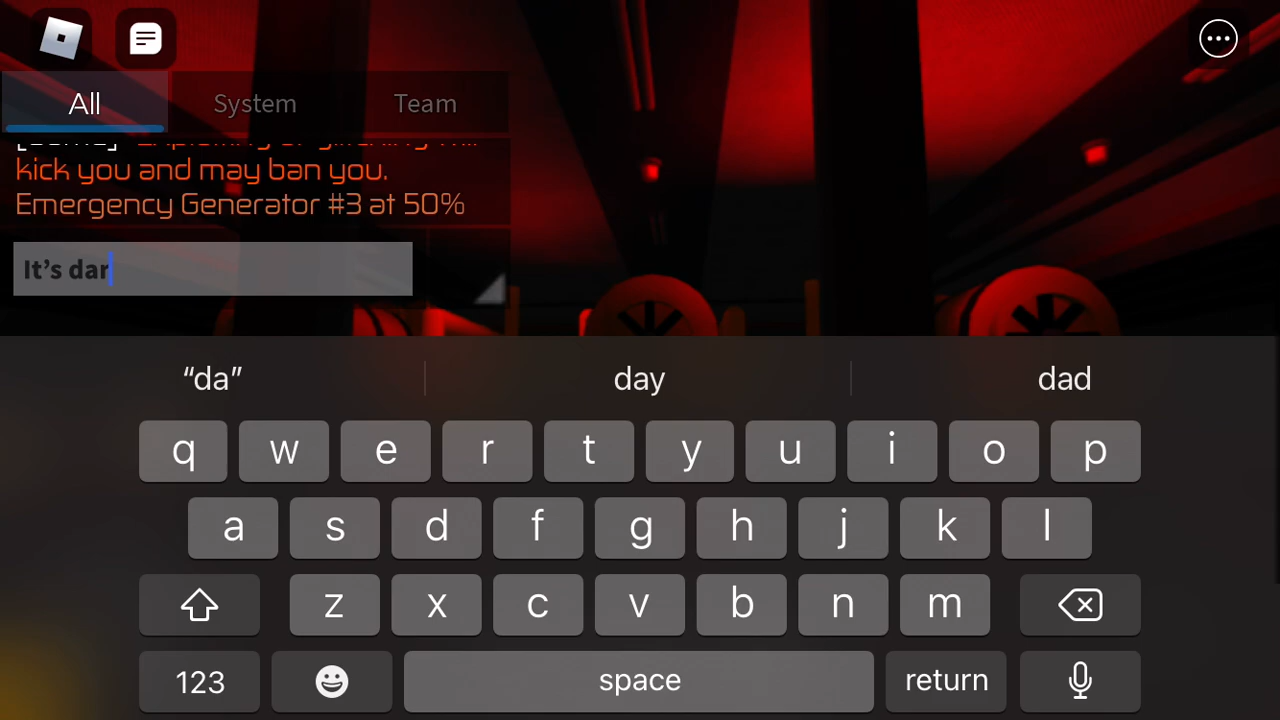 All System Team
kick you and may ban you.
Emergency Generator #3 at 50%
It's dar
“da” day dad
q w e r t y u i o p
a s d f g h j k l
z x c v b n m
123 space return